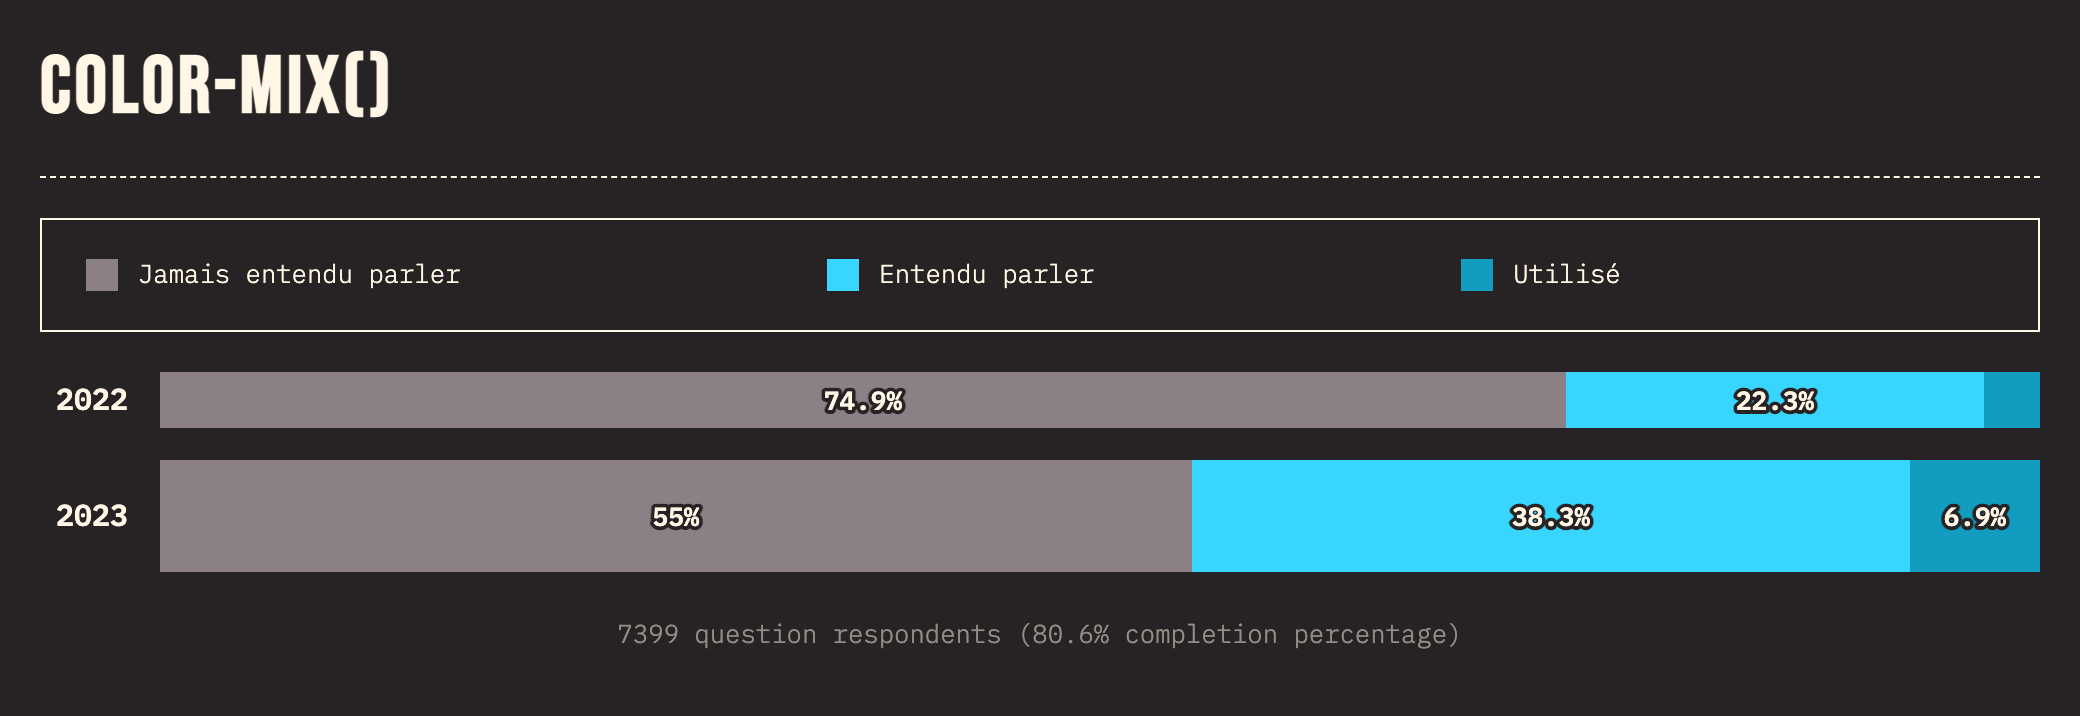 COLOR-MIX()
Jamais entendu parler
Entendu parler
Utilisé
2022 74.9% 22.3%
2023 55% 38.3% 6.9%
7399 question respondents (80.6% completion percentage)